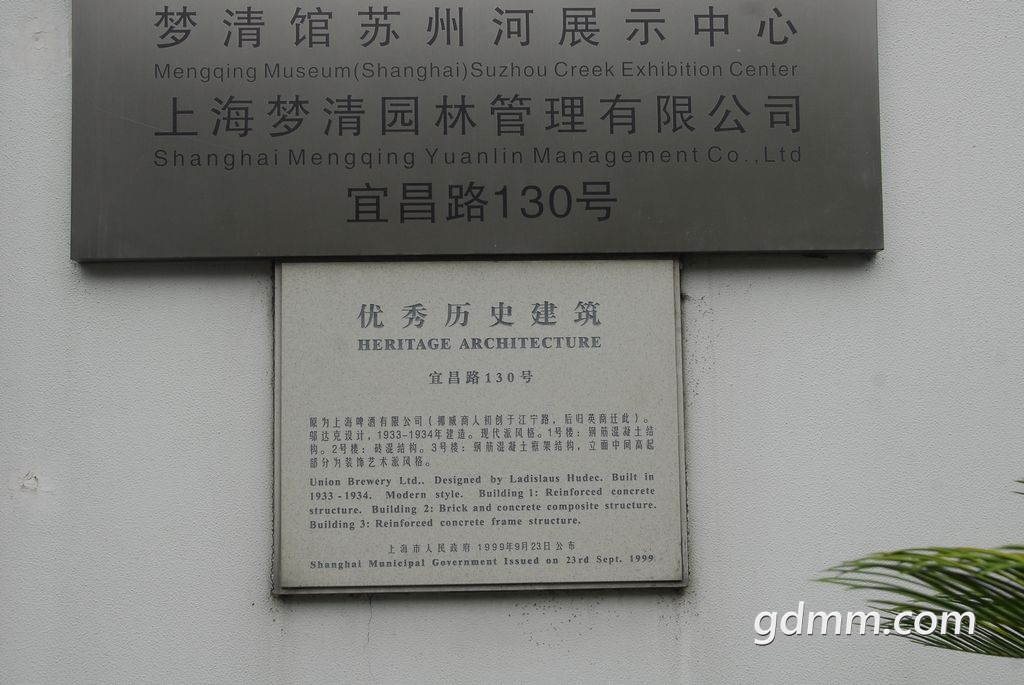 梦清馆苏州河展示中心
Mengqing Museum(Shanghai)Suzhou Creek Exhibition Center
上海梦清园林管理有限公司
Shanghai Mengqing Yuanlin Management Co.,Ltd
宜昌路130号
优秀历史建筑
HERITAGE ARCHITECTURE
宜昌路130号
原为上海啤酒有限公司（挪威商人初创于江宁路，后归英商迁此）。
邬达克设计，1933-1934年建造。现代派风格。1号楼：钢筋混凝土结
构。2号楼：砖混结构。3号楼：钢筋混凝土框架结构，立面中间高起
部分为装饰艺术派风格。
Union Brewery Ltd.. Designed by Ladislaus Hudec. Built in
1933 - 1934. Modern style. Building 1: Reinforced concrete
structure. Building 2: Brick and concrete composite structure.
Building 3: Reinforced concrete frame structure.
上海市人民政府 1999年9月23日公布
Shanghai Municipal Government Issued on 23rd Sept. 1999
gdmm.com